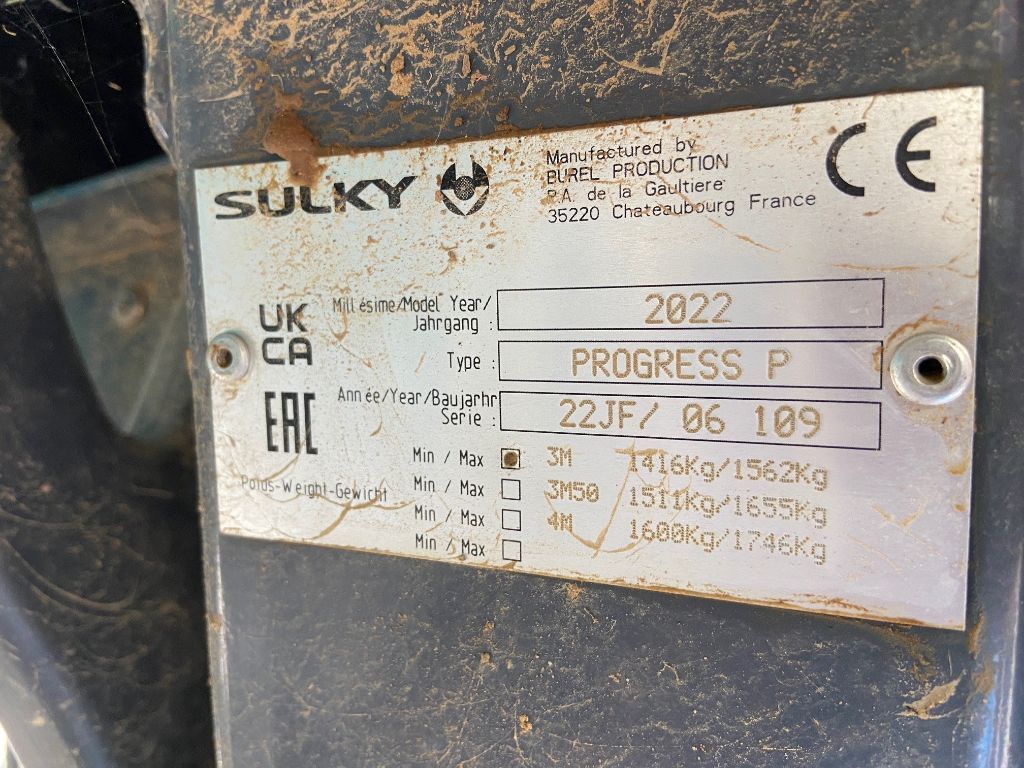 SULKY
Manufactured by
BUREL PRODUCTION
P.A. de la Gaultiere
35220 Chateaubourg France
CE
UK
CA
EAC
Millésime/Model Year/
Jahrgang : 2022
Type : PROGRESS P
Année/Year/Baujarhr
Serie : 22JF/ 06 109
Poids-Weight-Gewicht
Min / Max 3M 1416Kg/1562Kg
Min / Max 3M50 1511Kg/1655Kg
Min / Max 4M 1600Kg/1746Kg
Min / Max